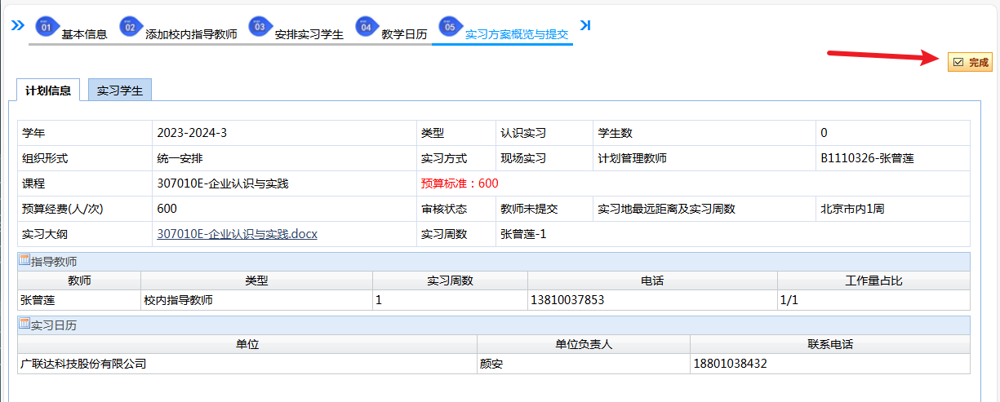 01 基本信息 02 添加校内指导教师 03 安排实习学生 04 教学日历 05 实习方案概览与提交
完成
计划信息 实习学生
学年 2023-2024-3 类型 认识实习 学生数 0
组织形式 统一安排 实习方式 现场实习 计划管理教师 B1110326-张曾莲
课程 307010E-企业认识与实践 预算标准：600
预算经费(人/次) 600 审核状态 教师未提交 实习地最远距离及实习周数 北京市内1周
实习大纲 307010E-企业认识与实践.docx 实习周数 张曾莲-1
指导教师
教师 类型 实习周数 电话 工作量占比
张曾莲 校内指导教师 1 13810037853 1/1
实习日历
单位 单位负责人 联系电话
广联达科技股份有限公司 颜安 18801038432